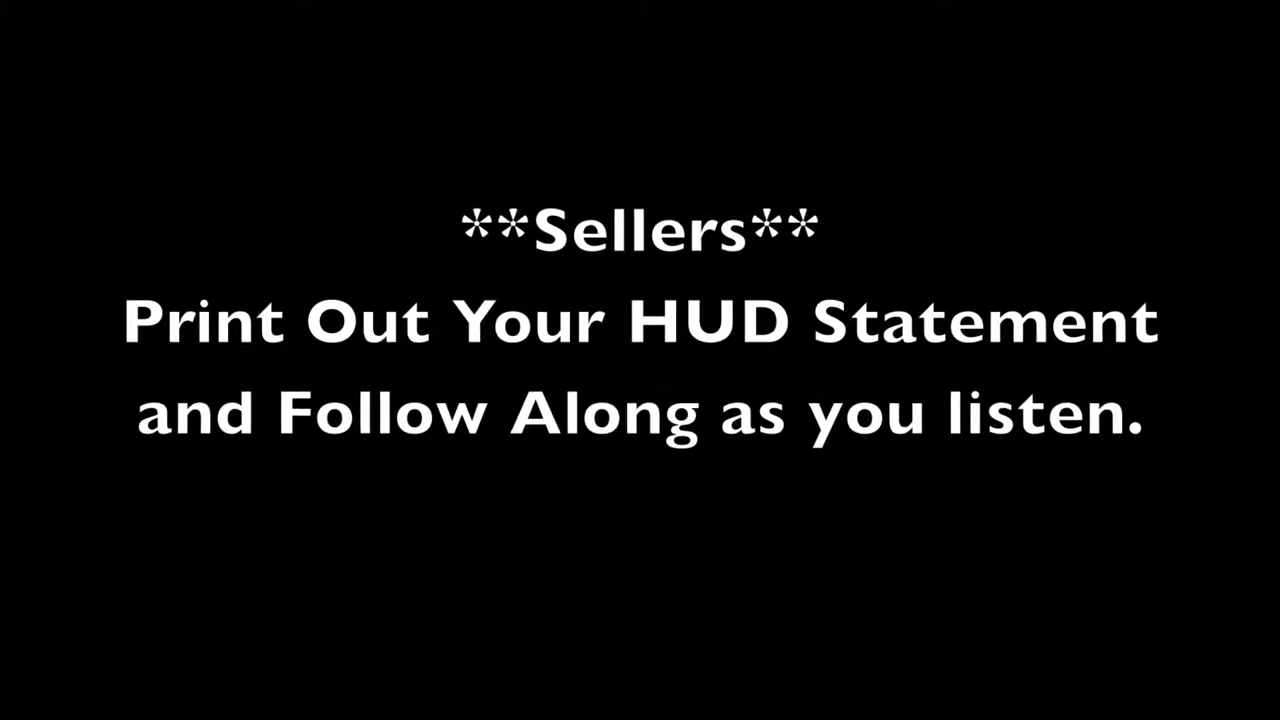 **Sellers**
Print Out Your HUD Statement
and Follow Along as you listen.